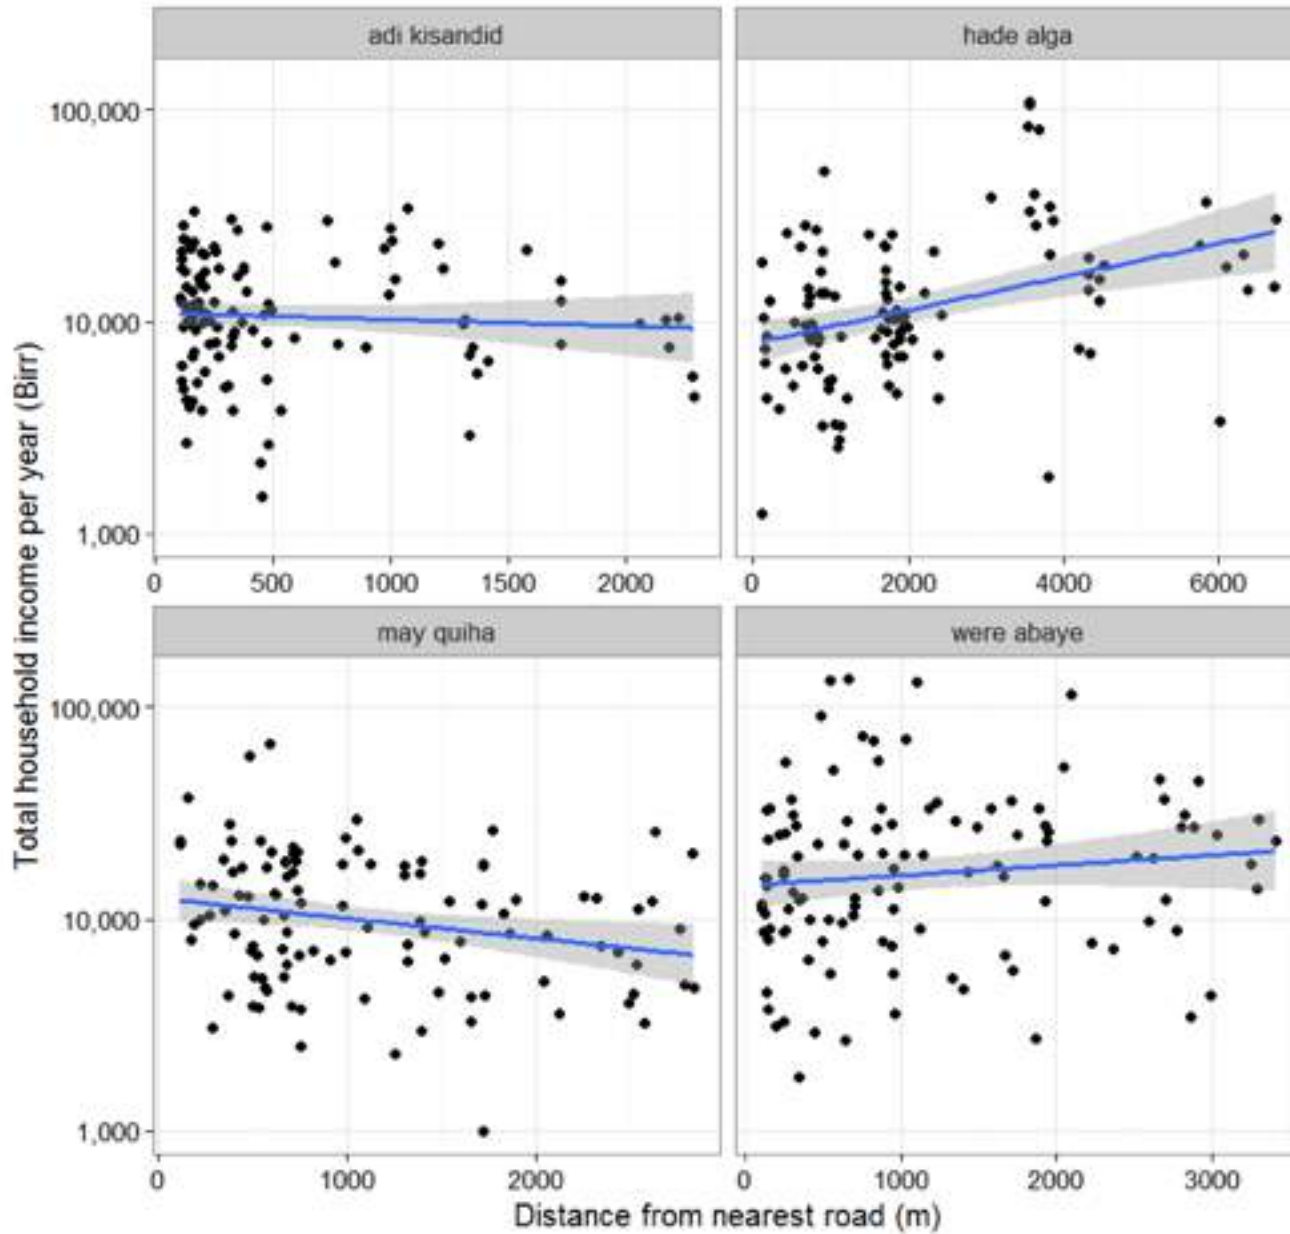 adi kisandid
hade alga
100,000
10,000
1,000
0 500 1000 1500 2000
0 2000 4000 6000
may quiha
were abaye
100,000
10,000
1,000
0 1000 2000
0 1000 2000 3000
Total household income per year (Birr)
Distance from nearest road (m)